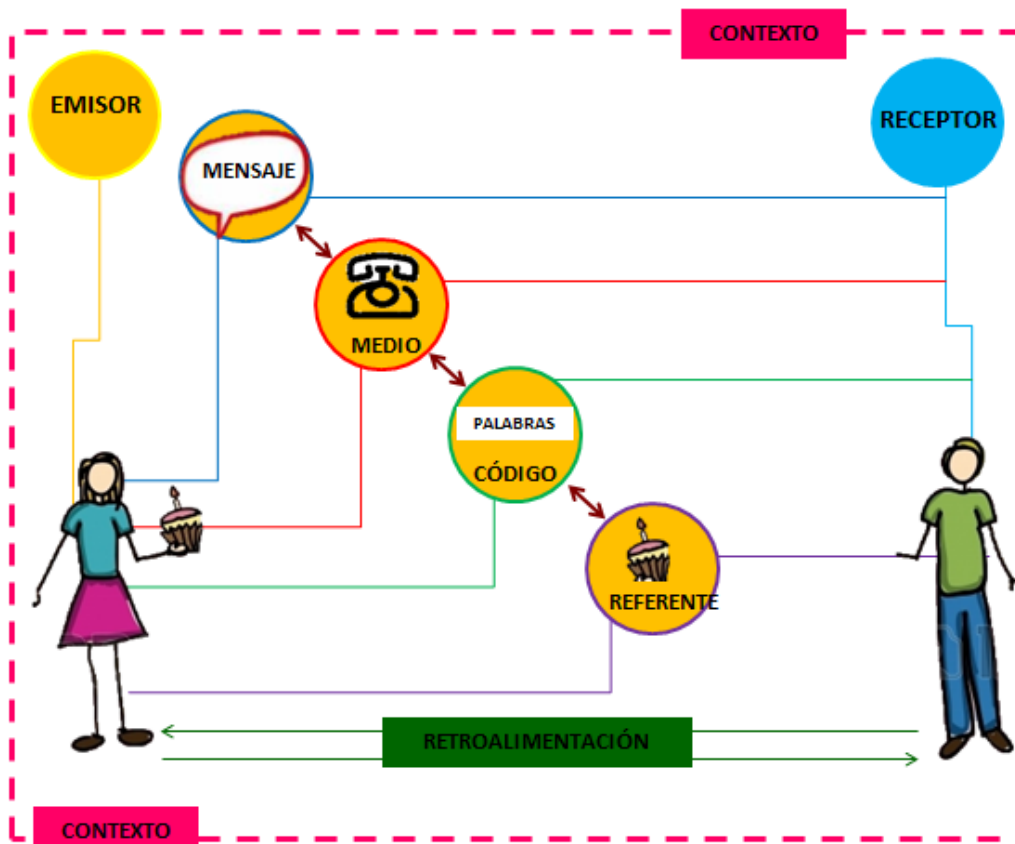 CONTEXTO
EMISOR
RECEPTOR
MENSAJE
MEDIO
PALABRAS
CÓDIGO
REFERENTE
RETROALIMENTACIÓN
CONTEXTO